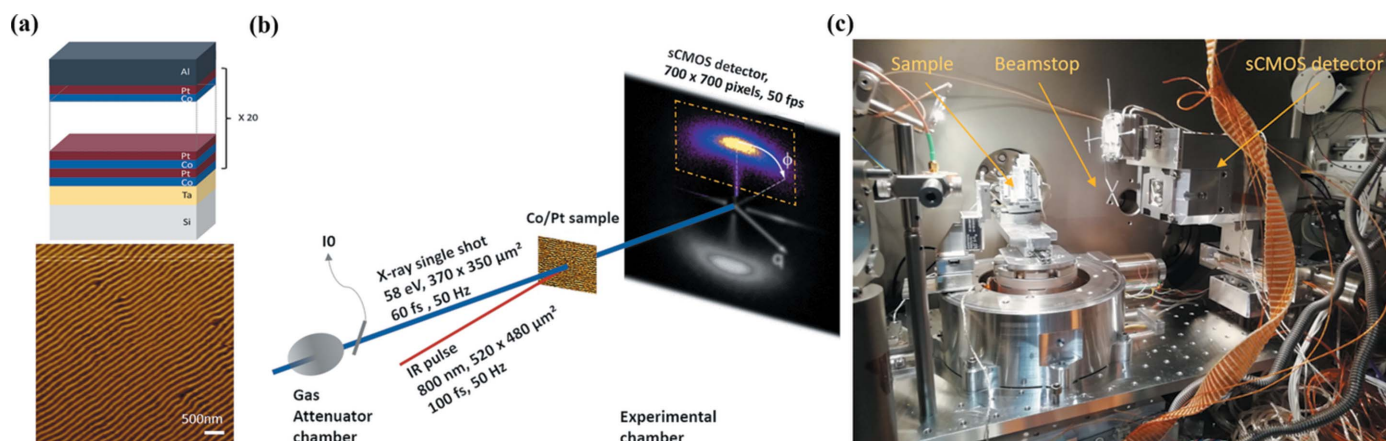 (a)
Al
Pt
Co
X 20
Pt
Co
Pt
Co
Ta
Si
500nm
(b)
sCMOS detector,
700 x 700 pixels, 50 fps
ϕ
q
Co/Pt sample
I0
X-ray single shot
58 eV, 370 x 350 µm²
60 fs, 50 Hz
IR pulse
800 nm, 520 x 480 µm²
100 fs, 50 Hz
Gas
Attenuator
chamber
Experimental
chamber
(c)
Sample
Beamstop
sCMOS detector